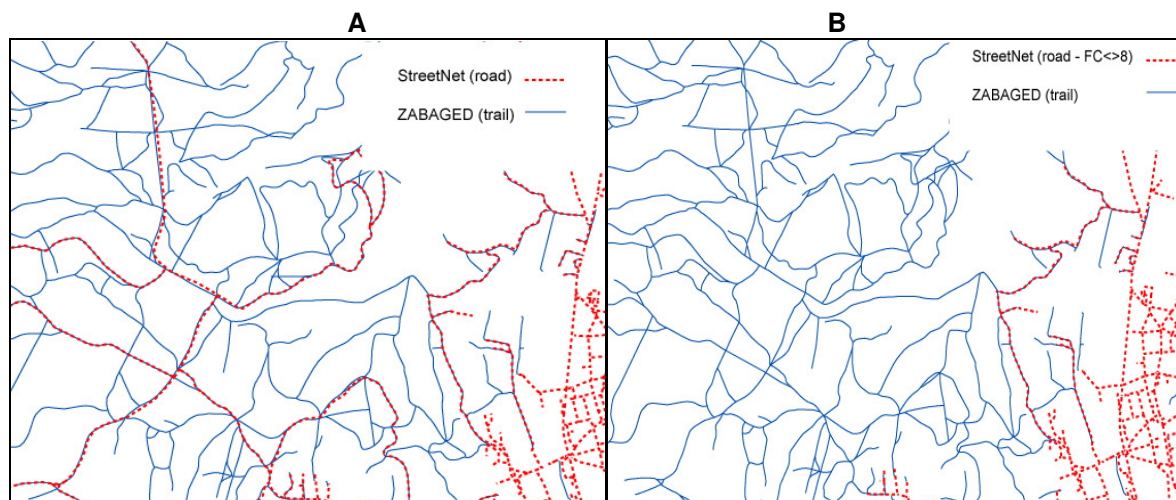 A
B
StreetNet (road)
ZABAGED (trail)
StreetNet (road - FC<>8)
ZABAGED (trail)